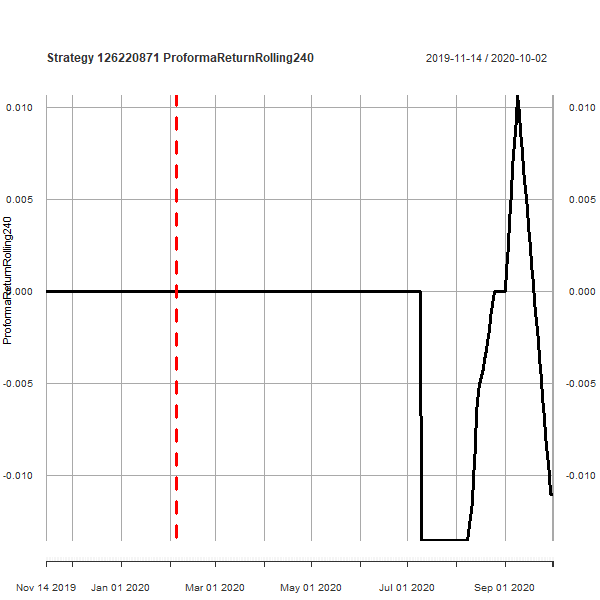 Strategy 126220871 ProformaReturnRolling240
2019-11-14 / 2020-10-02
ProformaReturnRolling240
0.010 0.010
0.005 0.005
0.000 0.000
-0.005 -0.005
-0.010 -0.010
Nov 14 2019 Jan 01 2020 Mar 01 2020 May 01 2020 Jul 01 2020 Sep 01 2020